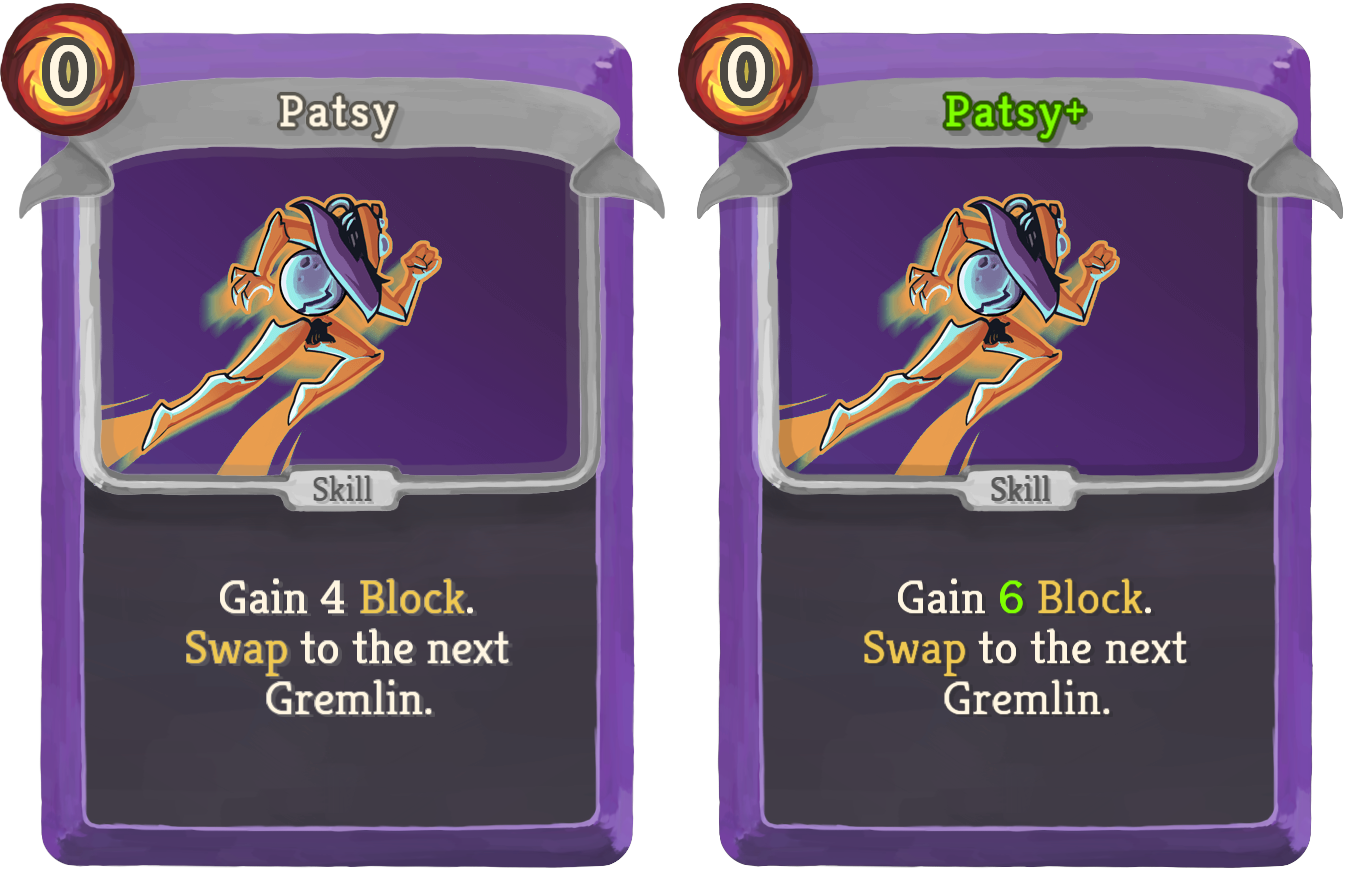 0
Patsy
Skill
Gain 4 Block.
Swap to the next
Gremlin.
0
Patsy+
Skill
Gain 6 Block.
Swap to the next
Gremlin.